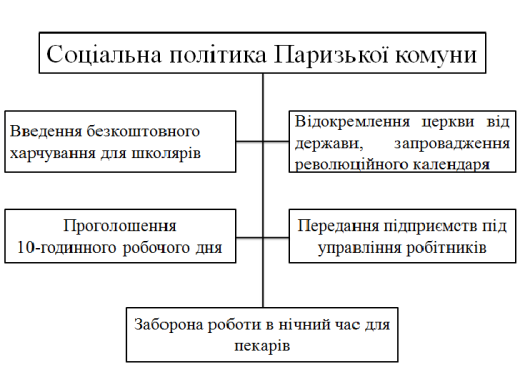 Соціальна політика Паризької комуни
Введення безкоштовного
харчування для школярів
Відокремлення церкви від
держави, запровадження
революційного календаря
Проголошення
10-годинного робочого дня
Передання підприємств під
управління робітників
Заборона роботи в нічний час для
пекарів